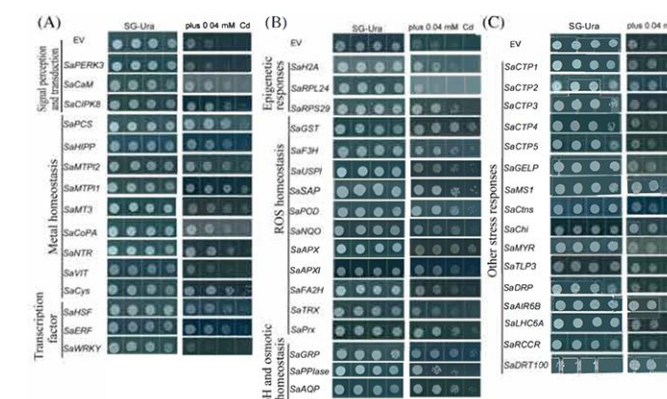 (A)
SG-Ura
plus 0.04 mM Cd
Signal perception
and transduction
EV
SaPERK3
SaCaM
SaCIPK8
Metal homeostasis
SaPCS
SaHIPP
SaMTPl2
SaMTPl1
SaMT3
SaCoPA
SaNTR
SaVIT
SaCys
Transcription
factor
SaHSF
SaERF
SaWRKY
(B)
SG-Ura
plus 0.04 mM Cd
EV
Epigenetic
responses
SaH2A
SaRPL24
SaRPS29
ROS homeostasis
SaGST
SaF3H
SaUSPl
SaSAP
SaPOD
SaNQO
SaAPX
SaAPXl
SaFA2H
SaTRX
SaPrx
H and osmotic
homeostasis
SaGRP
SaPPlase
SaAQP
(C)
SG-Ura
plus 0.04 m
EV
Other stress responses
SaCTP1
SaCTP2
SaCTP3
SaCTP4
SaCTP5
SaGELP
SaMS1
SaCtns
SaChi
SaMYR
SaTLP3
SaDRP
SaAIR6B
SaLHC6A
SaRCCR
SaDRT100